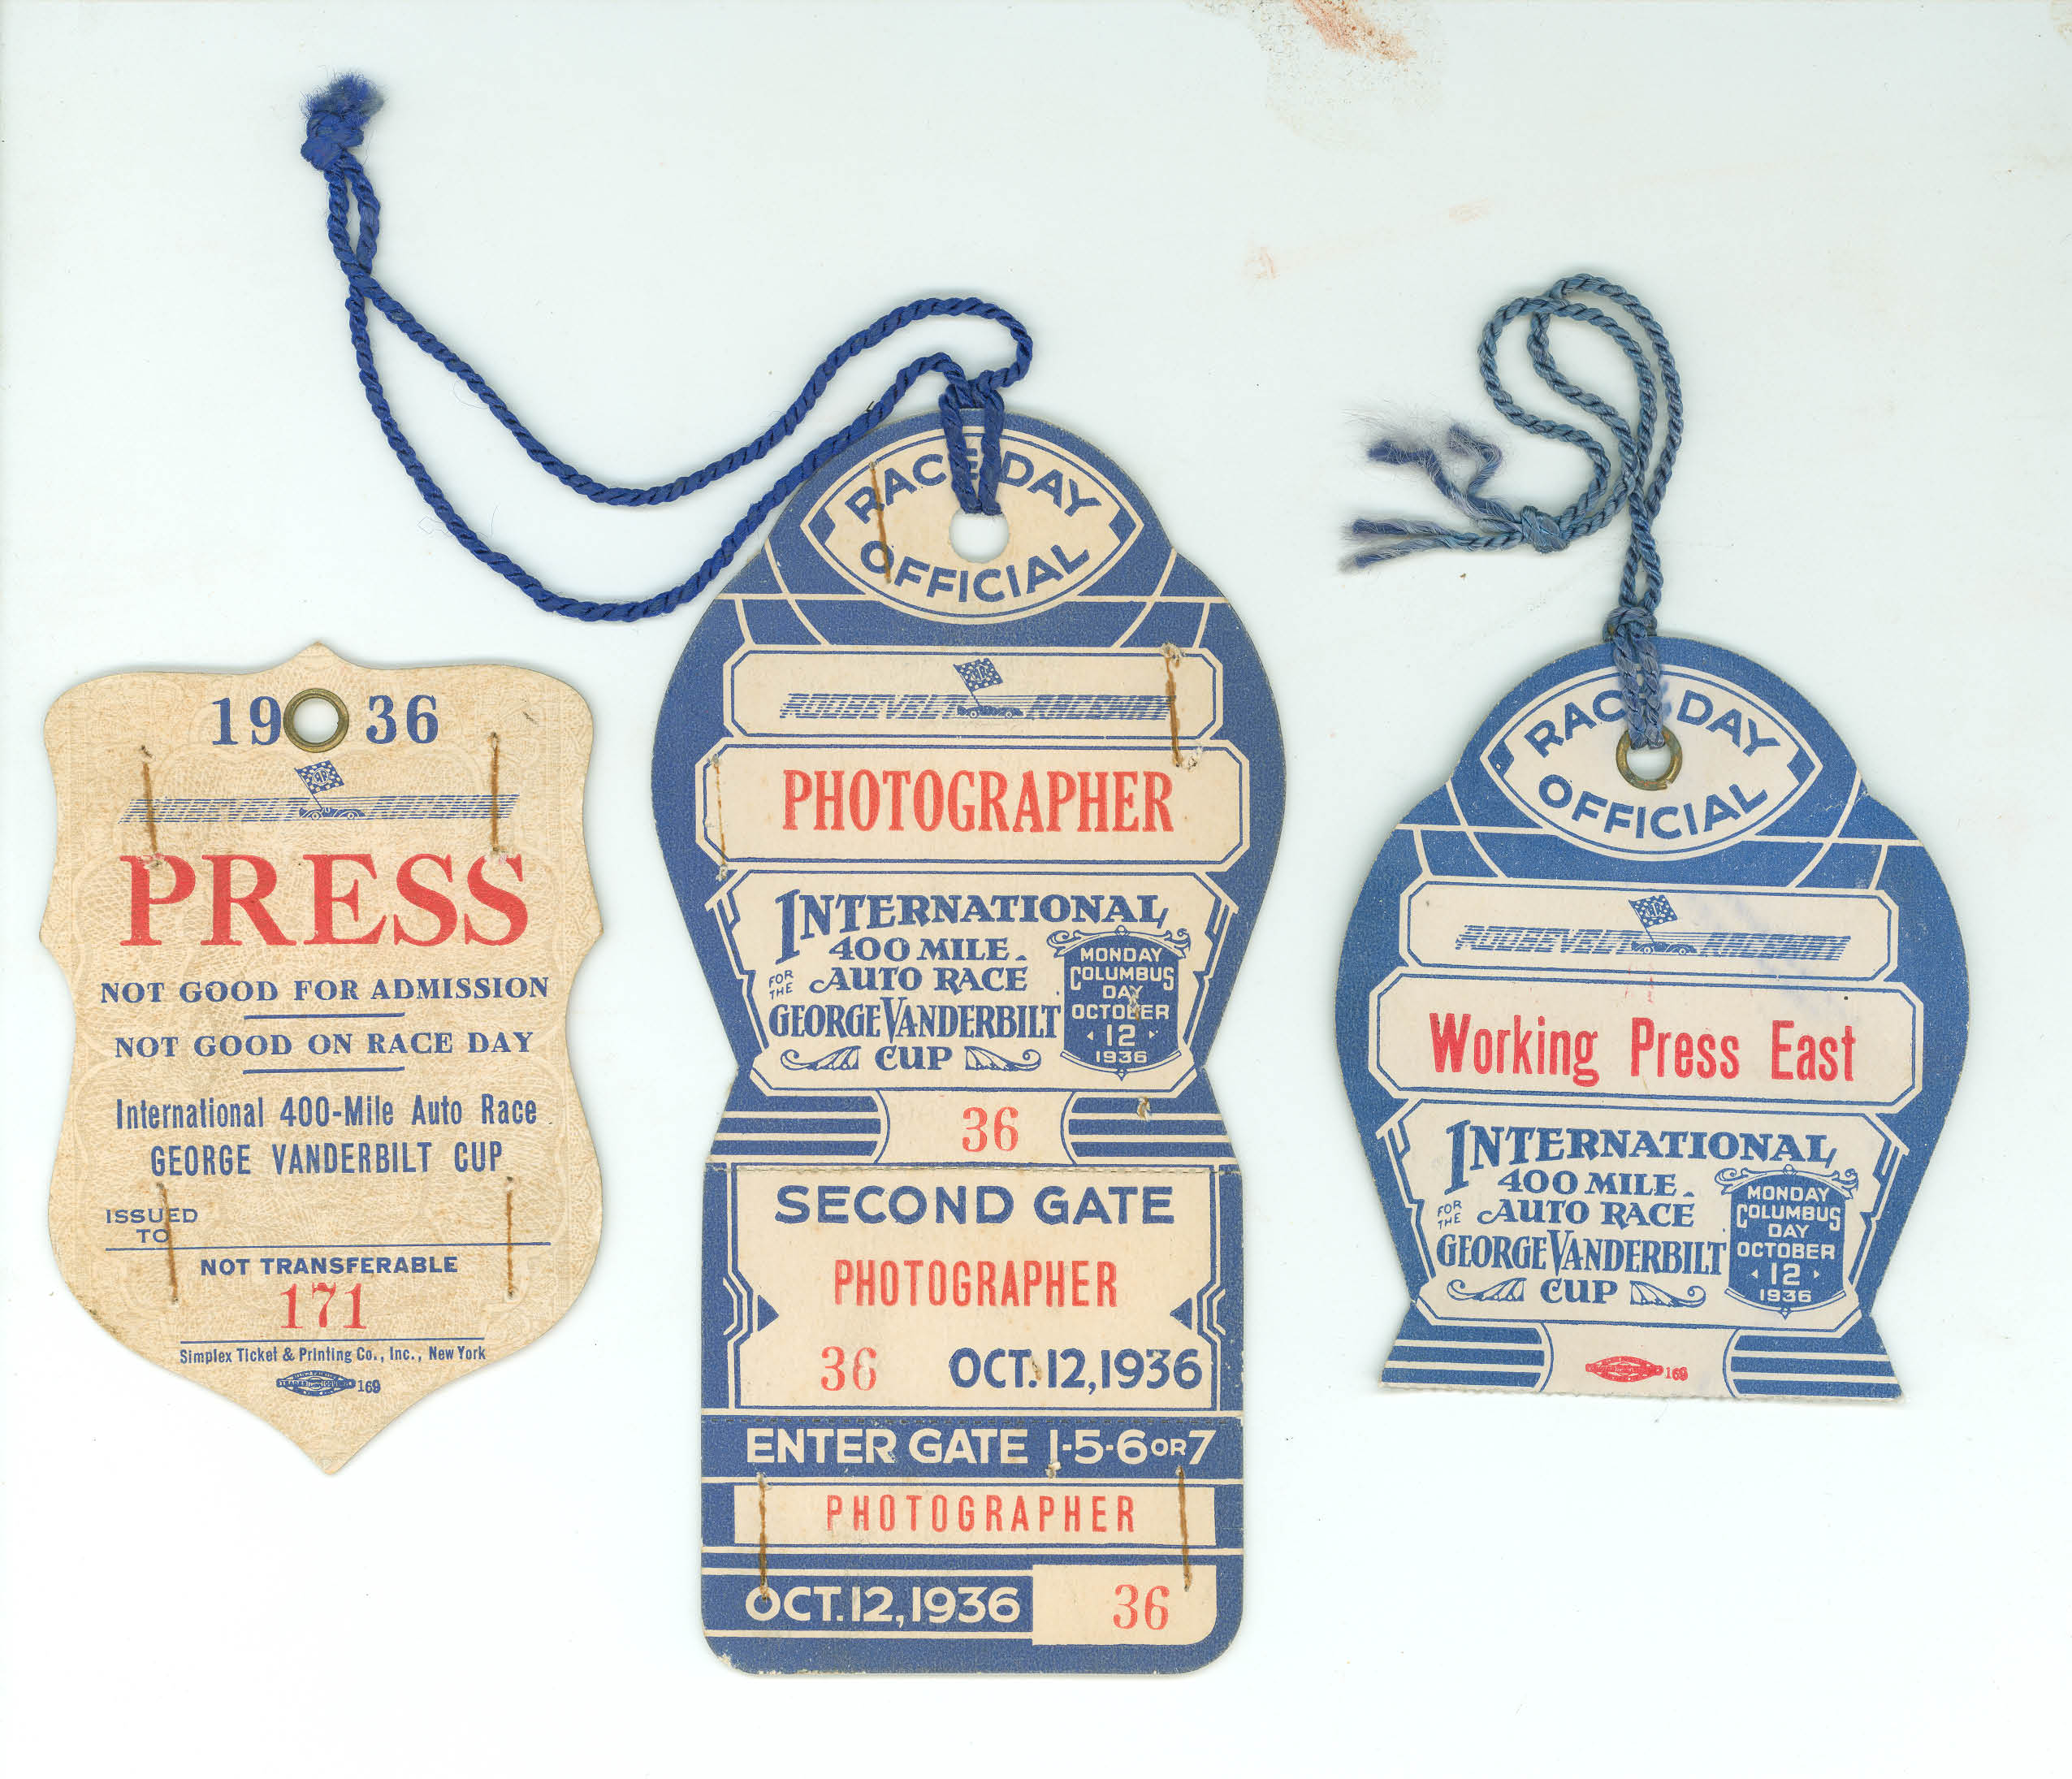 1936
ROOSEVELT RACEWAY
PRESS
NOT GOOD FOR ADMISSION
NOT GOOD ON RACE DAY
International 400-Mile Auto Race
GEORGE VANDERBILT CUP
ISSUED
TO
NOT TRANSFERABLE
171
Simplex Ticket & Printing Co., Inc., New York
169
RACE DAY
OFFICIAL
ROOSEVELT RACEWAY
PHOTOGRAPHER
INTERNATIONAL
400 MILE
AUTO RACE
FOR THE
GEORGE VANDERBILT
CUP
MONDAY
COLUMBUS
DAY
OCTOBER
12
1936
36
SECOND GATE
PHOTOGRAPHER
36 OCT. 12, 1936
ENTER GATE 1-5-6 OR 7
PHOTOGRAPHER
OCT. 12, 1936 36
RACE DAY
OFFICIAL
ROOSEVELT RACEWAY
Working Press East
INTERNATIONAL
400 MILE
AUTO RACE
FOR THE
GEORGE VANDERBILT
CUP
MONDAY
COLUMBUS
DAY
OCTOBER
12
1936
169